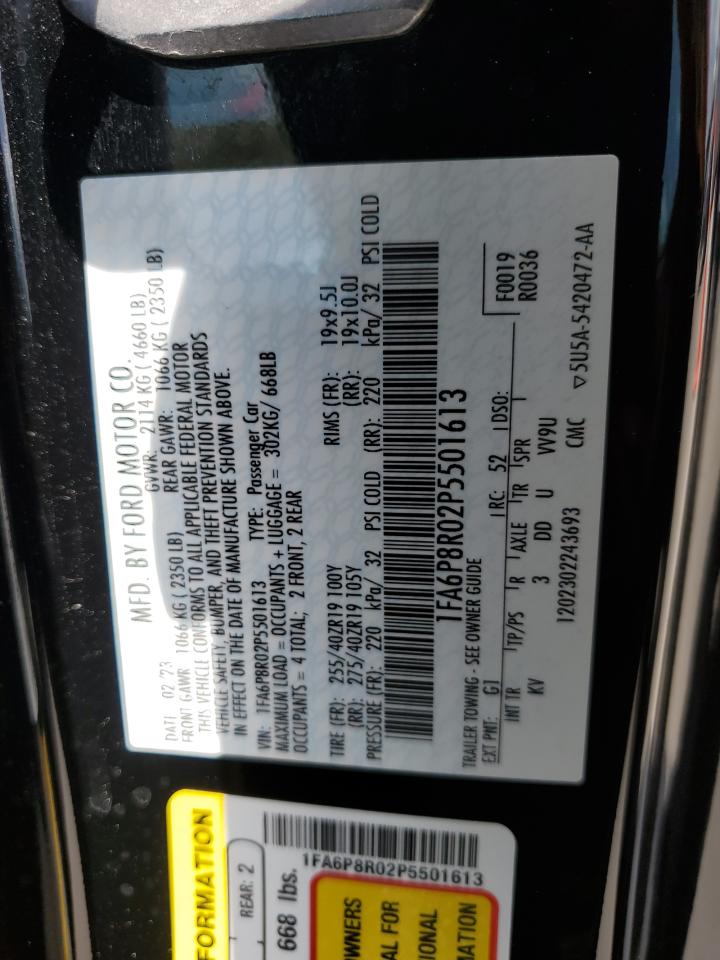 MFD. BY FORD MOTOR CO.
DATE: 02/'73 GVWR: 2114 KG ( 4660 LB)
FRONT GAWR: 1066 KG ( 2350 LB) REAR GAWR: 1066 KG ( 2350 LB)
THIS VEHICLE CONFORMS TO ALL APPLICABLE FEDERAL MOTOR
VEHICLE SAFETY, BUMPER, AND THEFT PREVENTION STANDARDS
IN EFFECT ON THE DATE OF MANUFACTURE SHOWN ABOVE.
VIN: 1FA6P8R02P5501613 TYPE: Passenger Car
MAXIMUM LOAD = OCCUPANTS + LUGGAGE = 302KG/ 668LB
OCCUPANTS = 4 TOTAL; 2 FRONT, 2 REAR
TIRE (FR): 255/40ZR19 100Y RIMS (FR): 19x9.5J
(RR): 275/40ZR19 105Y (RR): 19x10.0J
PRESSURE (FR): 220 kPa/ 32 PSI COLD (RR): 220 kPa/ 32 PSI COLD
1FA6P8R02P5501613
TRAILER TOWING - SEE OWNER GUIDE
EXT PNT: G1 RC: 52 DSO: F0019
R0036
INT TR TP/PS R AXLE TR SPR
KV 3 DD U VV9U
1202302243693 CMC ▽5U5A-5420472-AA
FORMATION
REAR: 2
668 lbs.
1FA6P8R02P5501613
OWNERS
AL FOR
IONAL
MATION